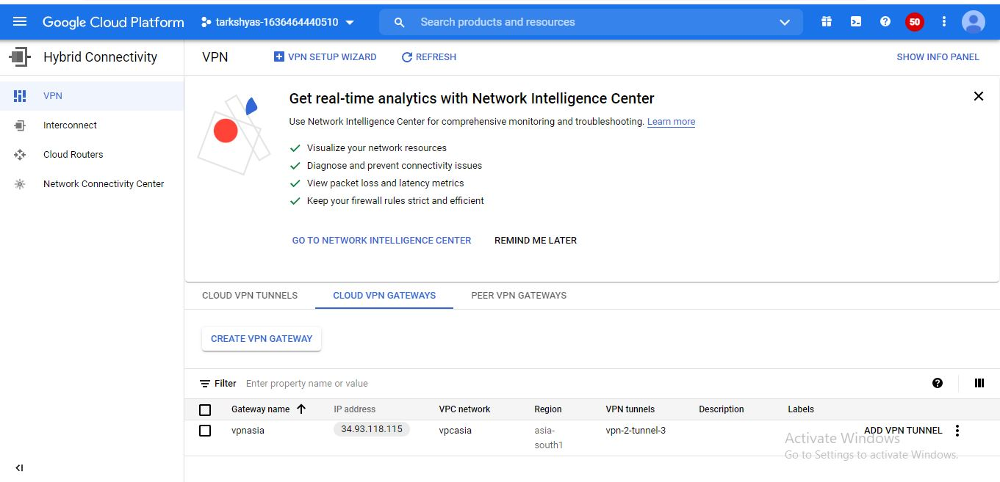 Google Cloud Platform tarkshyas-1636464440510 Search products and resources 50
Hybrid Connectivity VPN VPN SETUP WIZARD REFRESH SHOW INFO PANEL
VPN
Interconnect
Cloud Routers
Network Connectivity Center
Get real-time analytics with Network Intelligence Center
Use Network Intelligence Center for comprehensive monitoring and troubleshooting. Learn more
Visualize your network resources
Diagnose and prevent connectivity issues
View packet loss and latency metrics
Keep your firewall rules strict and efficient
GO TO NETWORK INTELLIGENCE CENTER REMIND ME LATER
CLOUD VPN TUNNELS CLOUD VPN GATEWAYS PEER VPN GATEWAYS
CREATE VPN GATEWAY
Filter Enter property name or value
Gateway name IP address VPC network Region VPN tunnels Description Labels
vpnasia 34.93.118.115 vpcasia asia- vpn-2-tunnel-3 ADD VPN TUNNEL
south1
Activate Windows
Go to Settings to activate Windows.